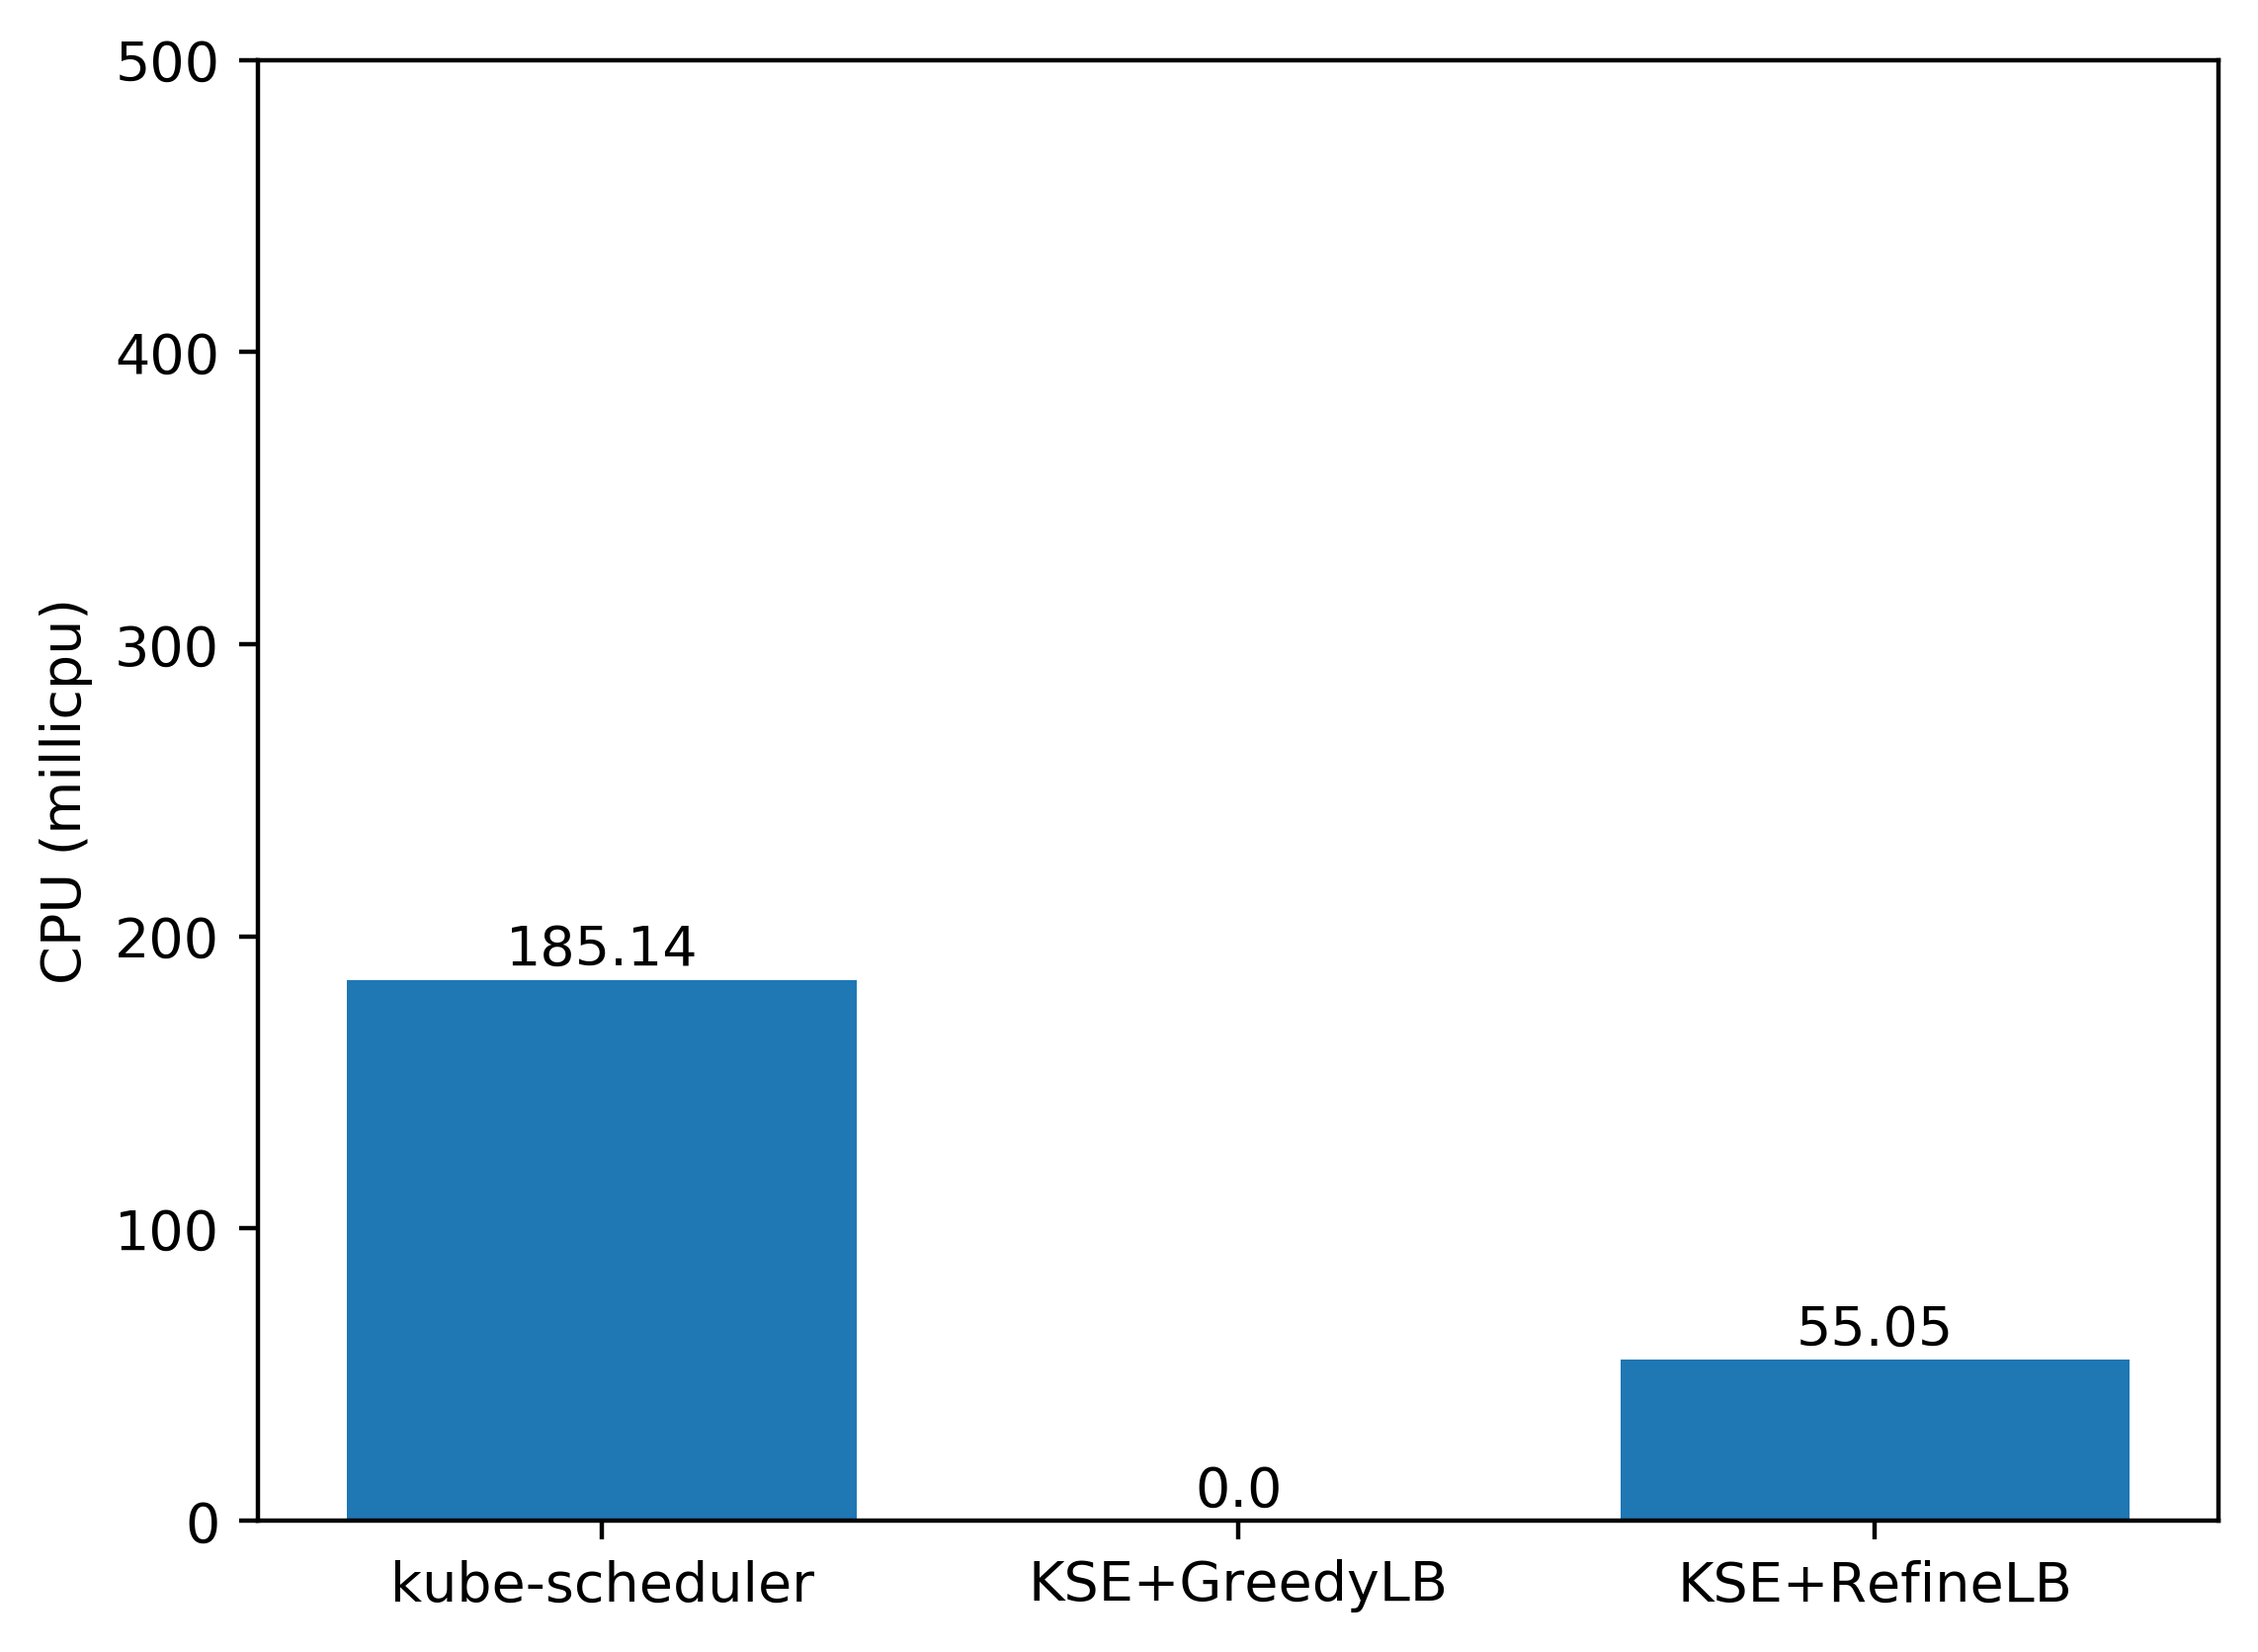 500
400
300
200
100
0
CPU (millicpu)
185.14
0.0
55.05
kube-scheduler
KSE+GreedyLB
KSE+RefineLB